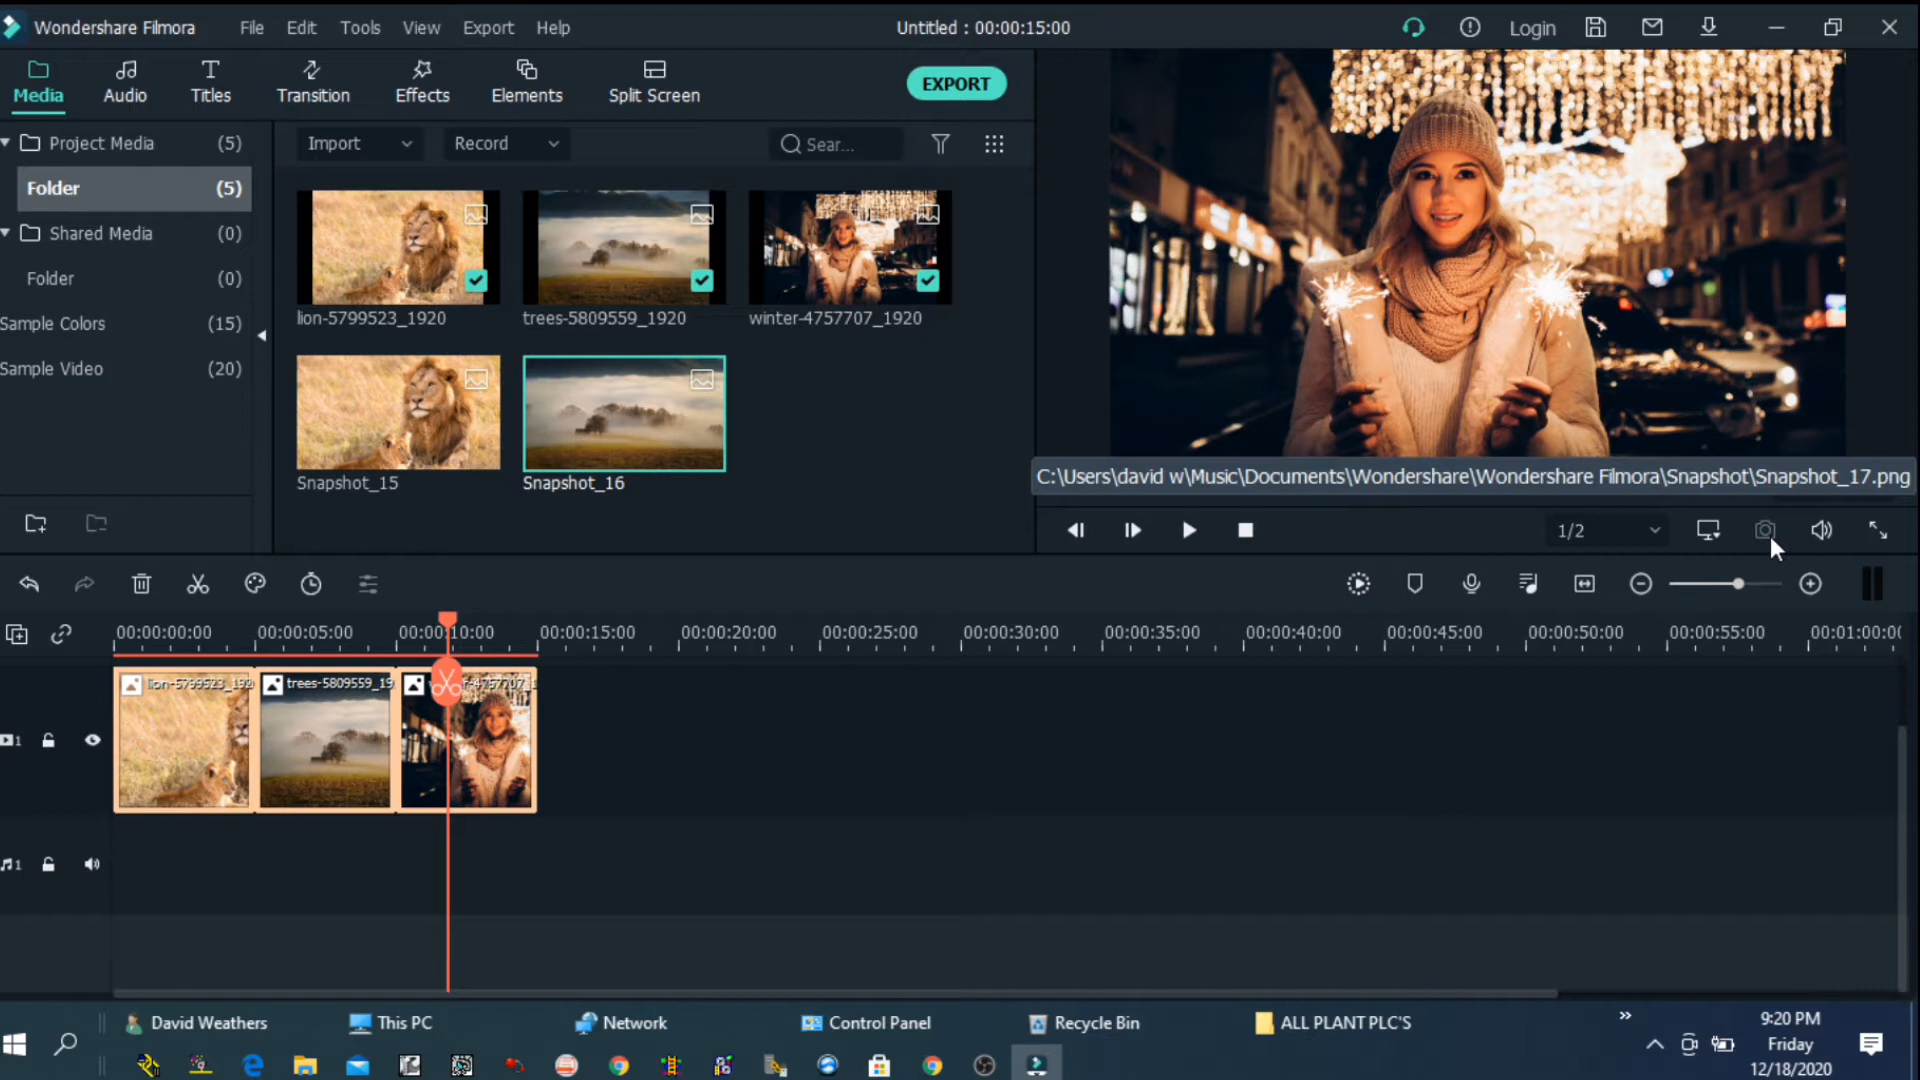 Wondershare Filmora File Edit Tools View Export Help Untitled : 00:00:15:00 Login
Media Audio Titles Transition Effects Elements Split Screen EXPORT
Project Media (5)
Folder (5)
Shared Media (0)
Folder (0)
Sample Colors (15)
Sample Video (20)
Import Record Sear...
lion-5799523_1920 trees-5809559_1920 winter-4757707_1920
Snapshot_15 Snapshot_16
C:\Users\david w\Music\Documents\Wondershare\Wondershare Filmora\Snapshot\Snapshot_17.png
1/2
00:00:00:00 00:00:05:00 00:00:10:00 00:00:15:00 00:00:20:00 00:00:25:00 00:00:30:00 00:00:35:00 00:00:40:00 00:00:45:00 00:00:50:00 00:00:55:00 00:01:00:0
lion-5799523_192 trees-5809559_19
1
1
David Weathers This PC Network Control Panel Recycle Bin ALL PLANT PLC'S
9:20 PM
Friday
12/18/2020